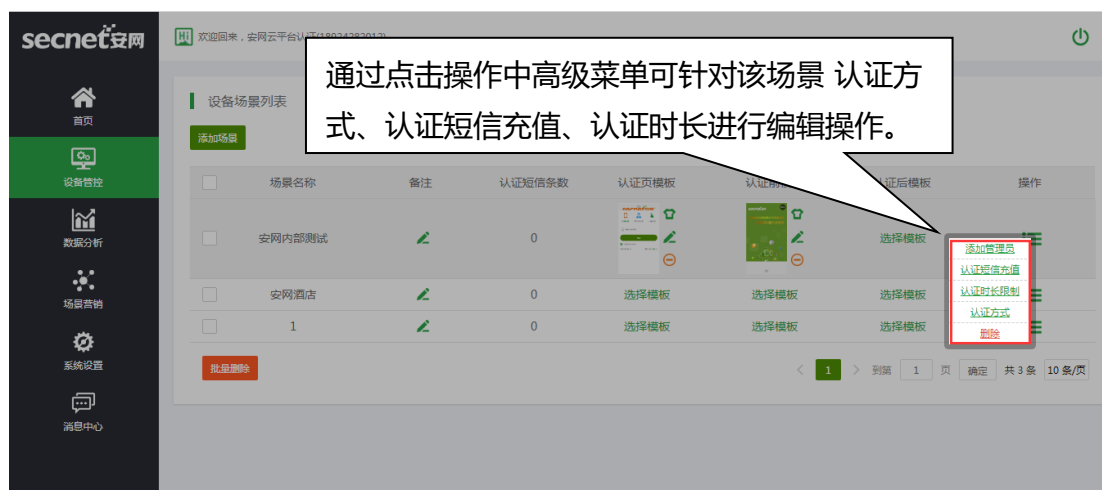 secnet安网
Hi 欢迎回来，安网云平台认证(18924282912)
通过点击操作中高级菜单可针对该场景 认证方
式、认证短信充值、认证时长进行编辑操作。
首页
设备管控
数据分析
场景营销
系统设置
消息中心
设备场景列表
添加场景
场景名称 备注 认证短信条数 认证页模板 认证前 认证后模板 操作
安网内部测试 0 选择模板
安网酒店 0 选择模板 选择模板 选择模板
1 0 选择模板 选择模板 选择模板
添加管理员
认证短信充值
认证时长限制
认证方式
删除
批量删除
< 1 > 到第 1 页 确定 共 3 条 10 条/页